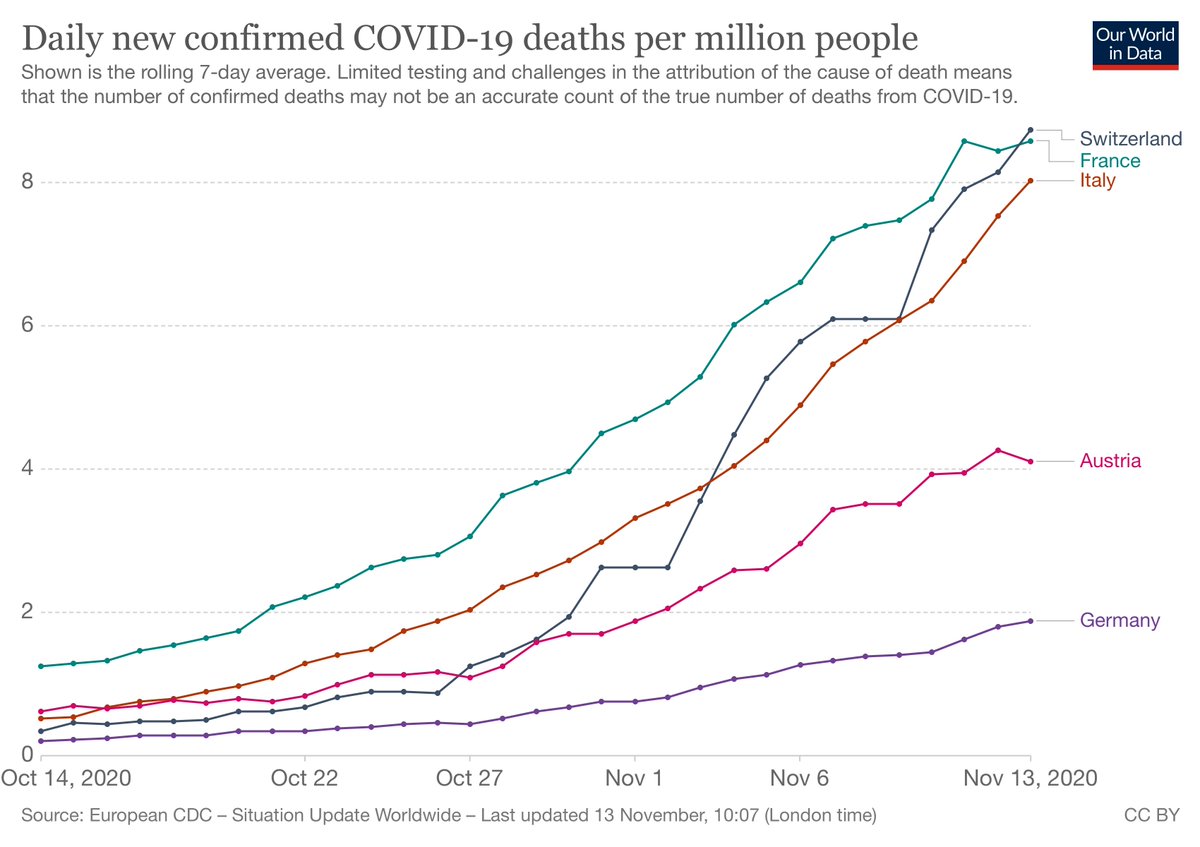 Daily new confirmed COVID-19 deaths per million people
Our World
in Data
Shown is the rolling 7-day average. Limited testing and challenges in the attribution of the cause of death means
that the number of confirmed deaths may not be an accurate count of the true number of deaths from COVID-19.
Switzerland
France
Italy
8
6
4
Austria
2
Germany
0
Oct 14, 2020
Oct 22
Oct 27
Nov 1
Nov 6
Nov 13, 2020
Source: European CDC – Situation Update Worldwide – Last updated 13 November, 10:07 (London time)
CC BY